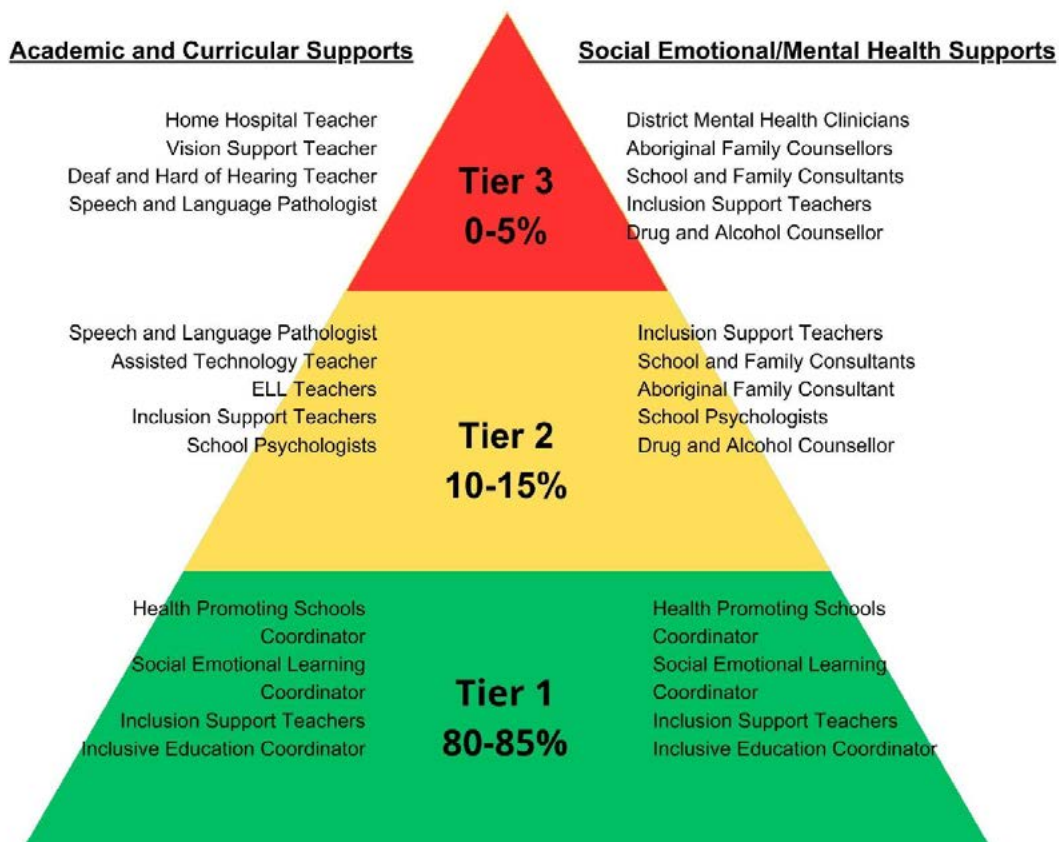 Academic and Curricular Supports
Social Emotional/Mental Health Supports
Home Hospital Teacher
Vision Support Teacher
Deaf and Hard of Hearing Teacher
Speech and Language Pathologist
Tier 3
0-5%
District Mental Health Clinicians
Aboriginal Family Counsellors
School and Family Consultants
Inclusion Support Teachers
Drug and Alcohol Counsellor
Speech and Language Pathologist
Assisted Technology Teacher
ELL Teachers
Inclusion Support Teachers
School Psychologists
Tier 2
10-15%
Inclusion Support Teachers
School and Family Consultants
Aboriginal Family Consultant
School Psychologists
Drug and Alcohol Counsellor
Health Promoting Schools
Coordinator
Social Emotional Learning
Coordinator
Inclusion Support Teachers
Inclusive Education Coordinator
Tier 1
80-85%
Health Promoting Schools
Coordinator
Social Emotional Learning
Coordinator
Inclusion Support Teachers
Inclusive Education Coordinator